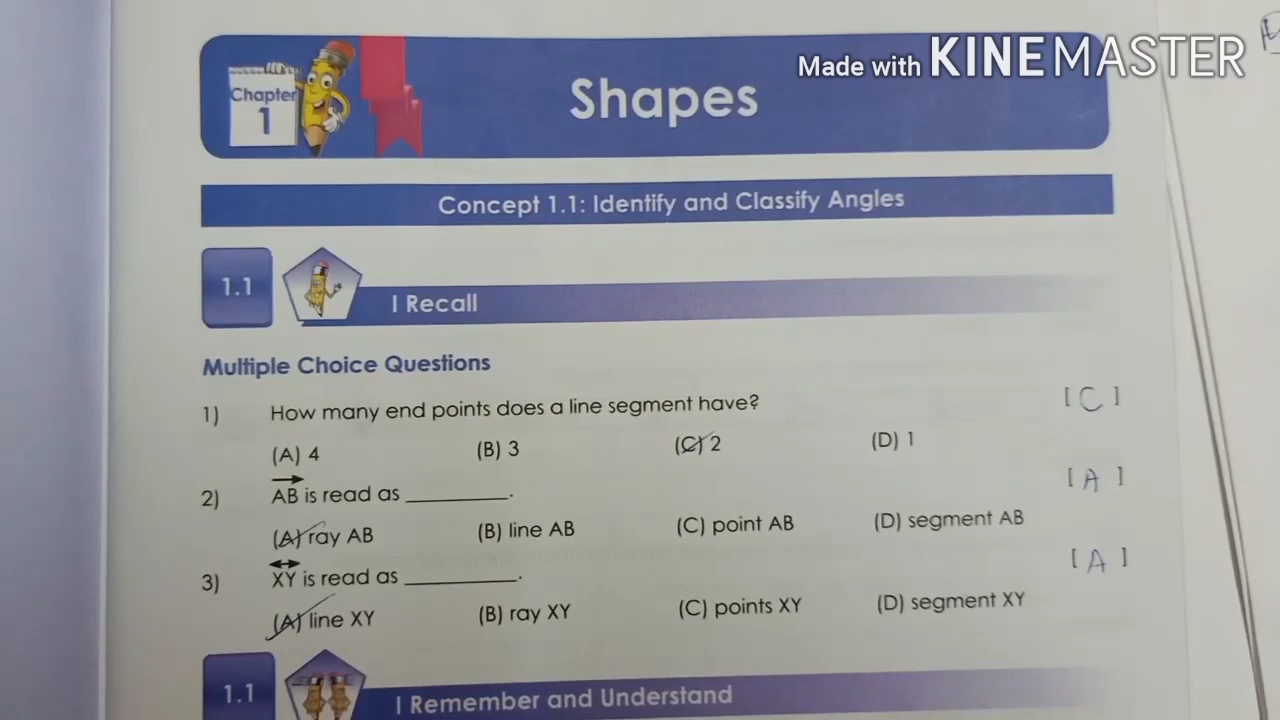 Made with KINEMASTER
Chapter
1
Shapes
Concept 1.1: Identify and Classify Angles
1.1
I Recall
Multiple Choice Questions
1) How many end points does a line segment have? [ C ]
(A) 4 (B) 3 (C) 2 (D) 1
2) AB is read as ________. [ A ]
(A) ray AB (B) line AB (C) point AB (D) segment AB
3) XY is read as ________. [ A ]
(A) line XY (B) ray XY (C) points XY (D) segment XY
1.1
I Remember and Understand